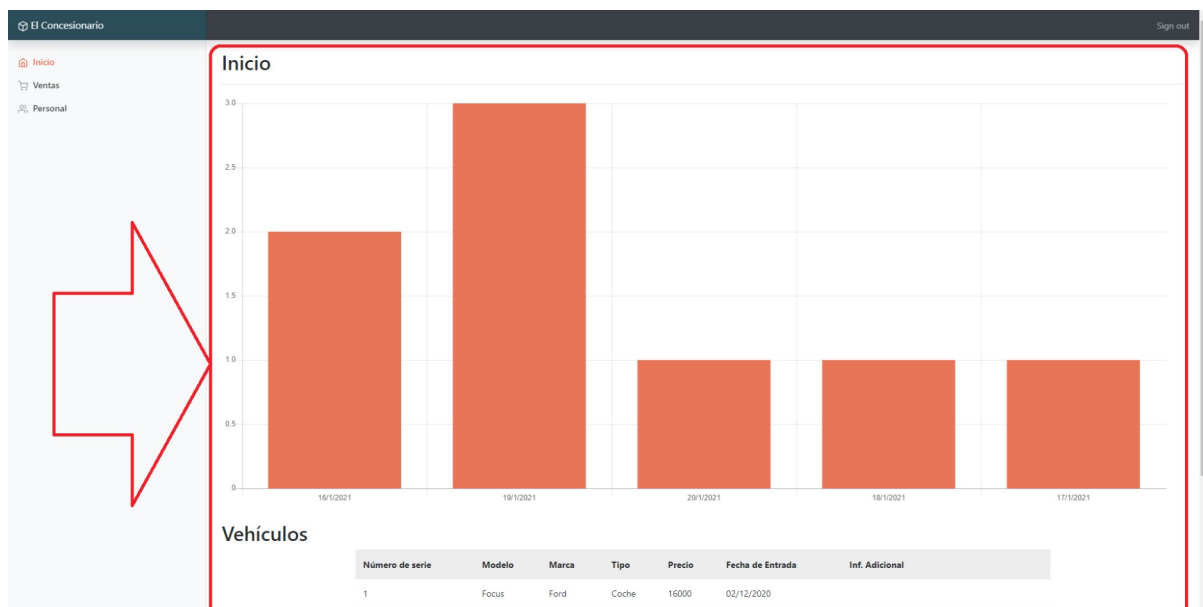 El Concesionario
Sign out
Inicio
Ventas
Personal
Inicio
3.0
2.5
2.0
1.5
1.0
0.5
0
16/1/2021 19/1/2021 20/1/2021 18/1/2021 17/1/2021
Vehículos
Número de serie Modelo Marca Tipo Precio Fecha de Entrada Inf. Adicional
1 Focus Ford Coche 16000 02/12/2020